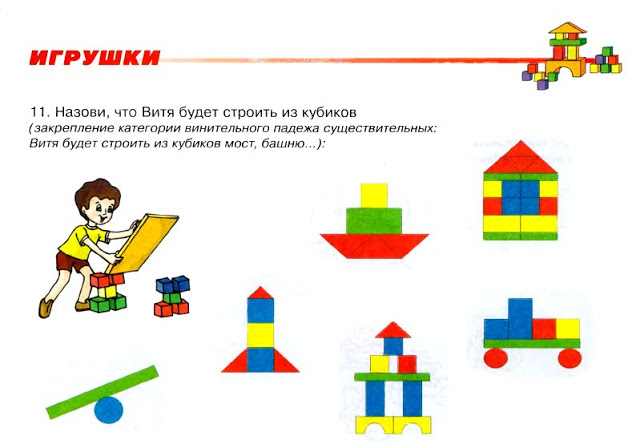 ИГРУШКИ
11. Назови, что Витя будет строить из кубиков
(закрепление категории винительного падежа существительных:
Витя будет строить из кубиков мост, башню...):